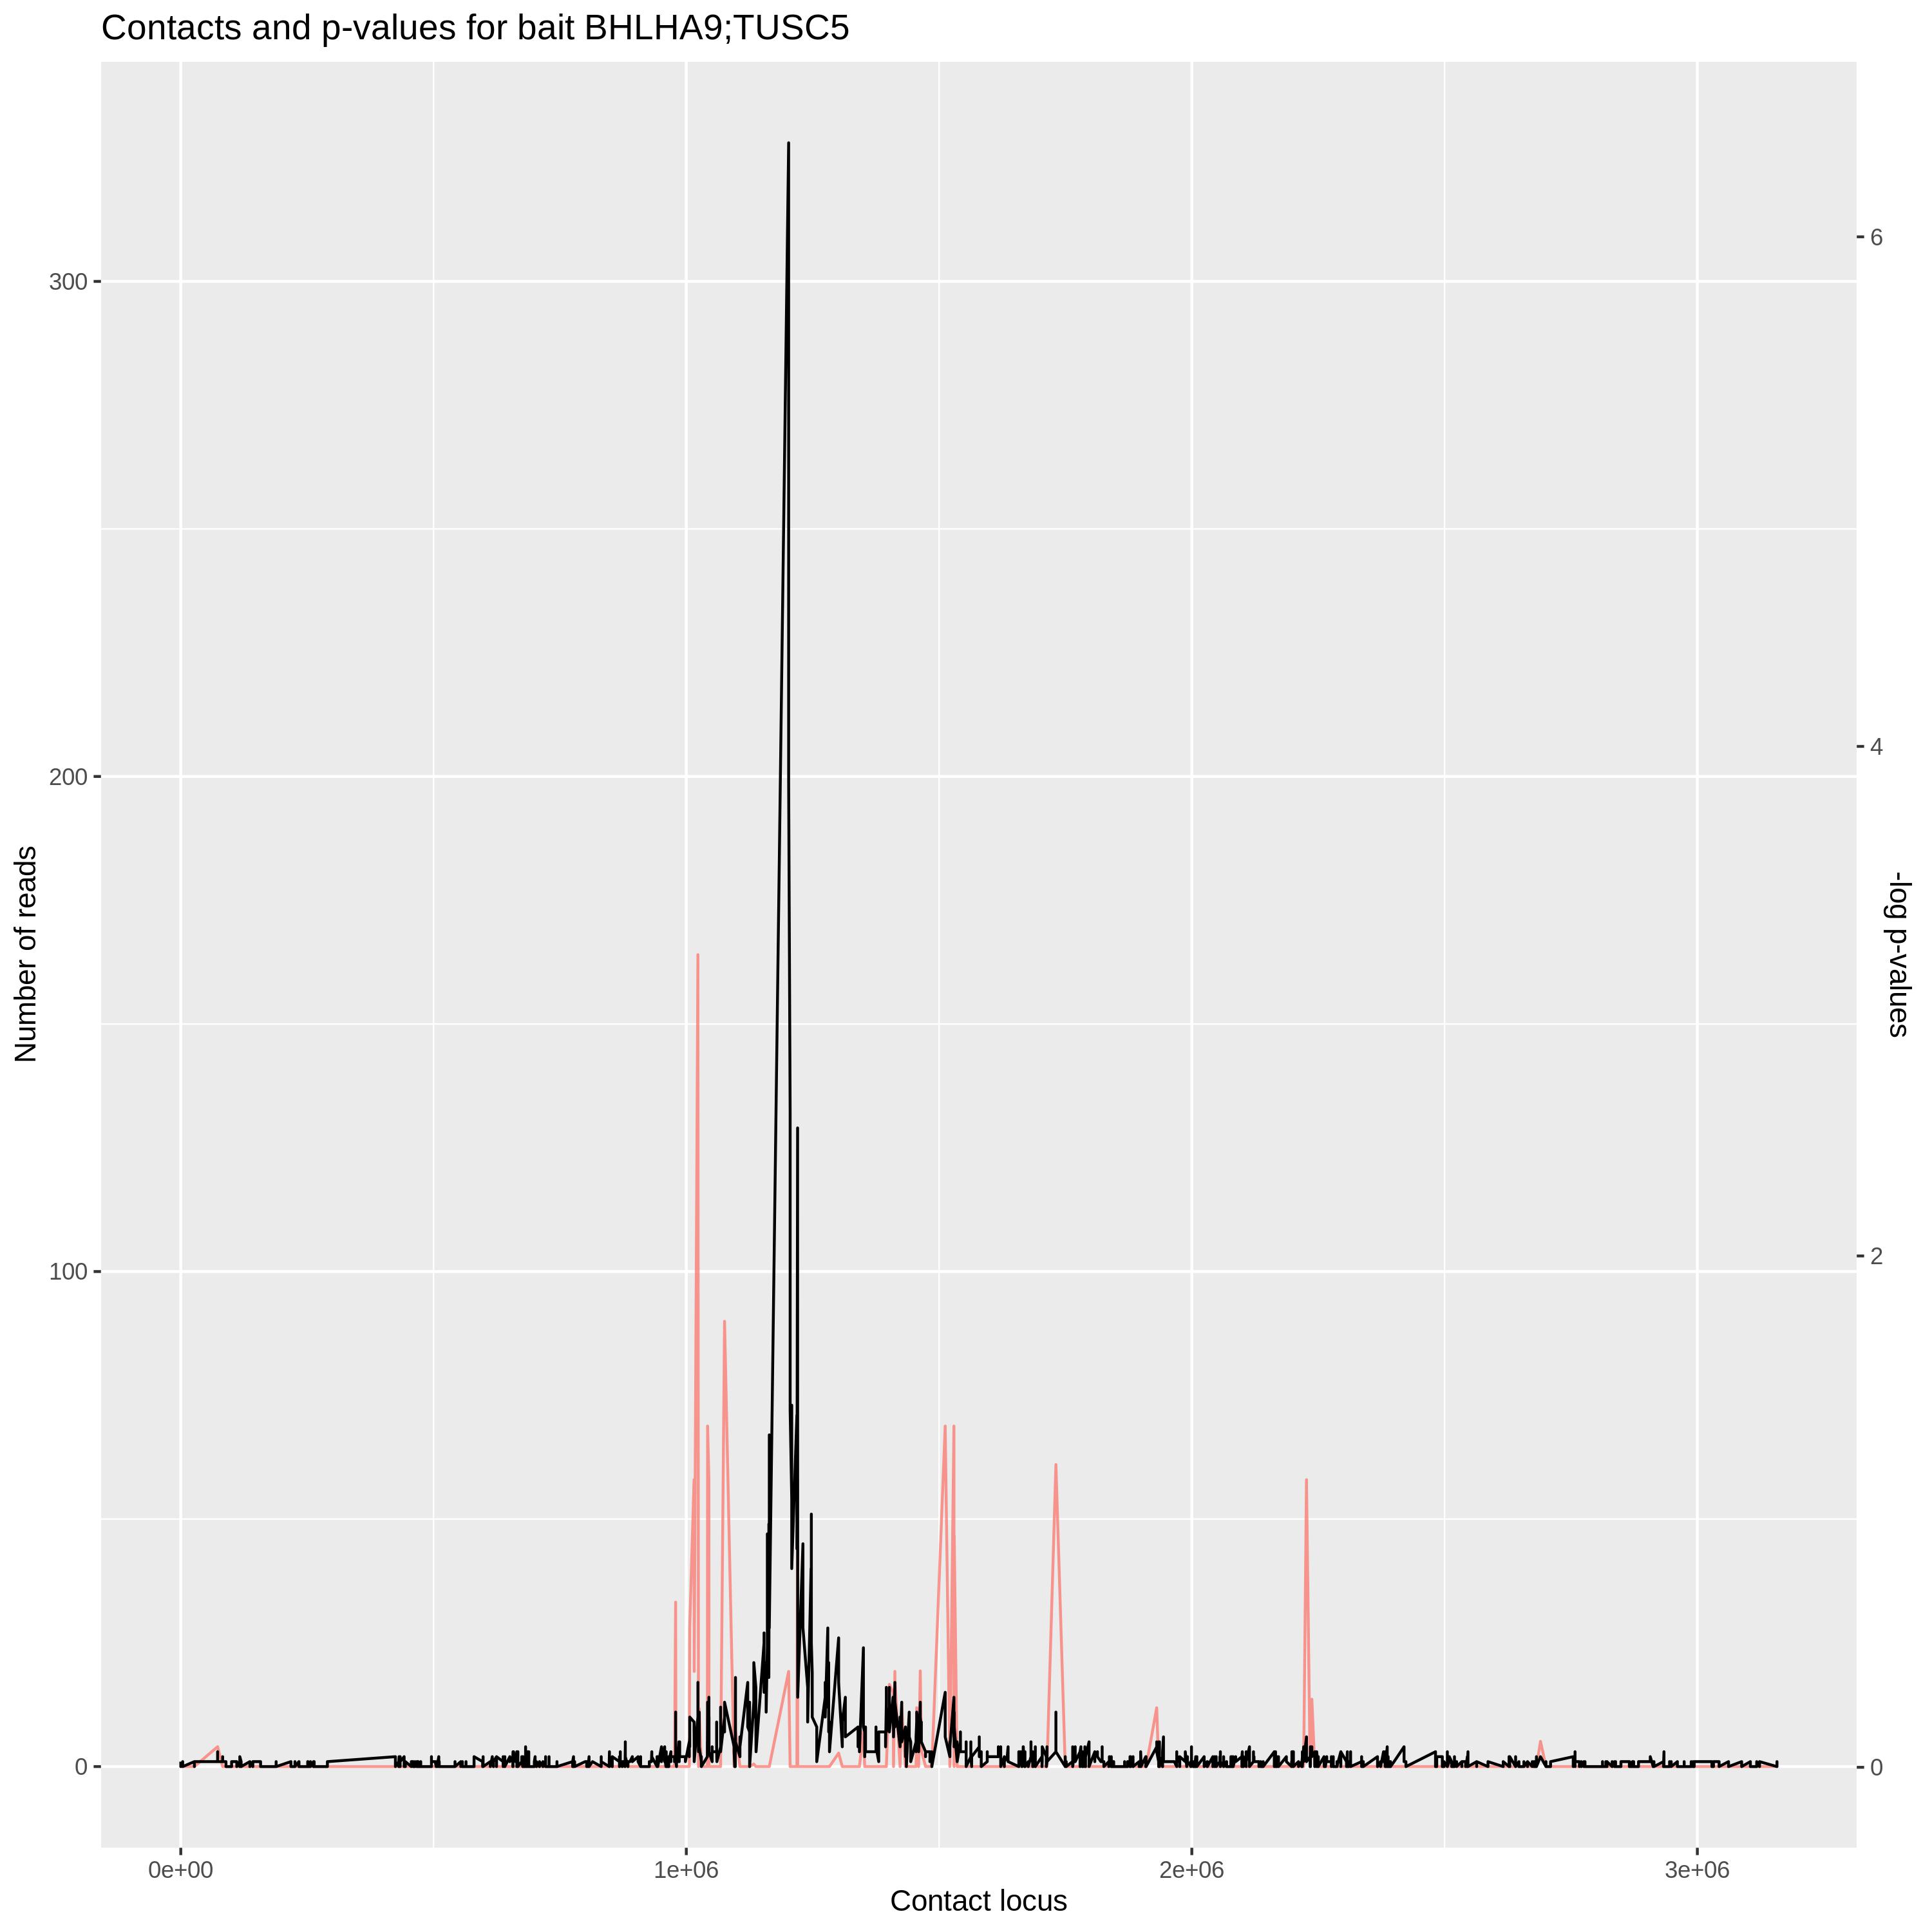 Contacts and p-values for bait BHLHA9;TUSC5
300
200
100
0
Number of reads
6
4
2
0
-log p-values
0e+00 1e+06 2e+06 3e+06
Contact locus